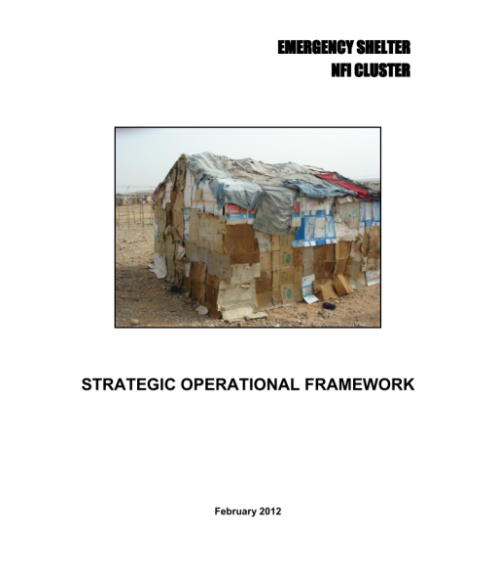 EMERGENCY SHELTER
NFI CLUSTER
STRATEGIC OPERATIONAL FRAMEWORK
February 2012